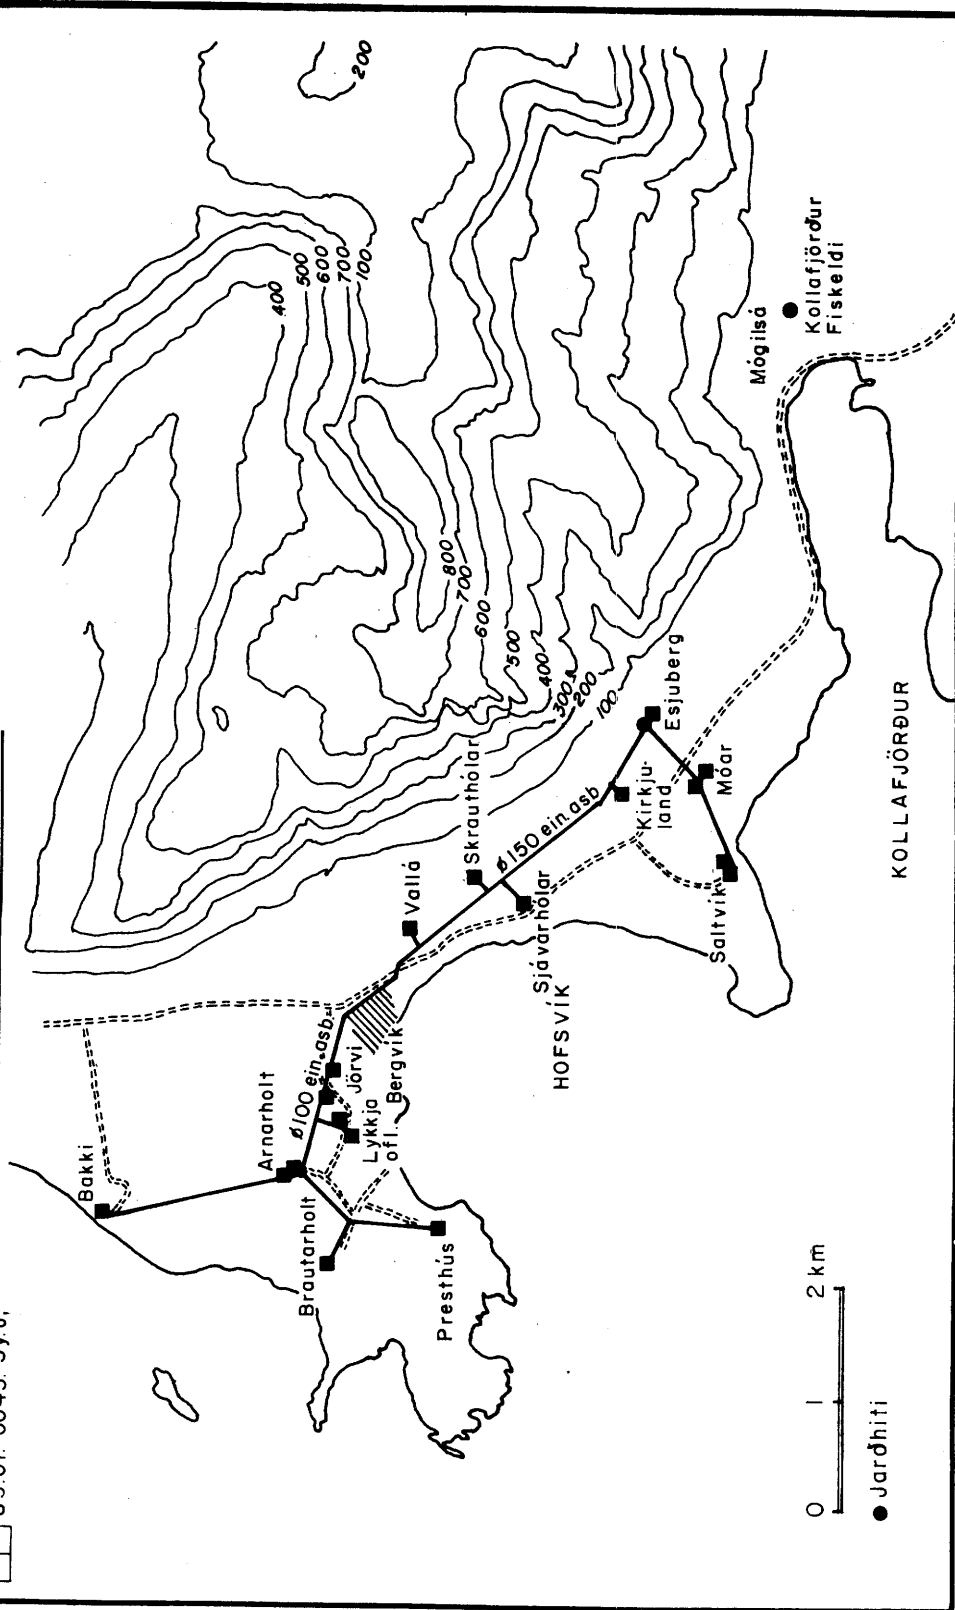 200
400
500
600
700
100
Mógilsá
Kollafjörður
Fiskeldi
800
700
600
500
400
300
200
100
Bakki
Arnarholt
Brautarholt
Presthús
ø100 ein.asb.
Jörvi
Lykkja
ofl.
Bergvik
Vallá
Skrauthólar
ø150 ein.asb
Sjávarhólar
HOFSVÍK
Kirkju-
land
Esjuberg
Móar
Saltvík
KOLLAFJÖRÐUR
0 1 2 km
Jarðhiti